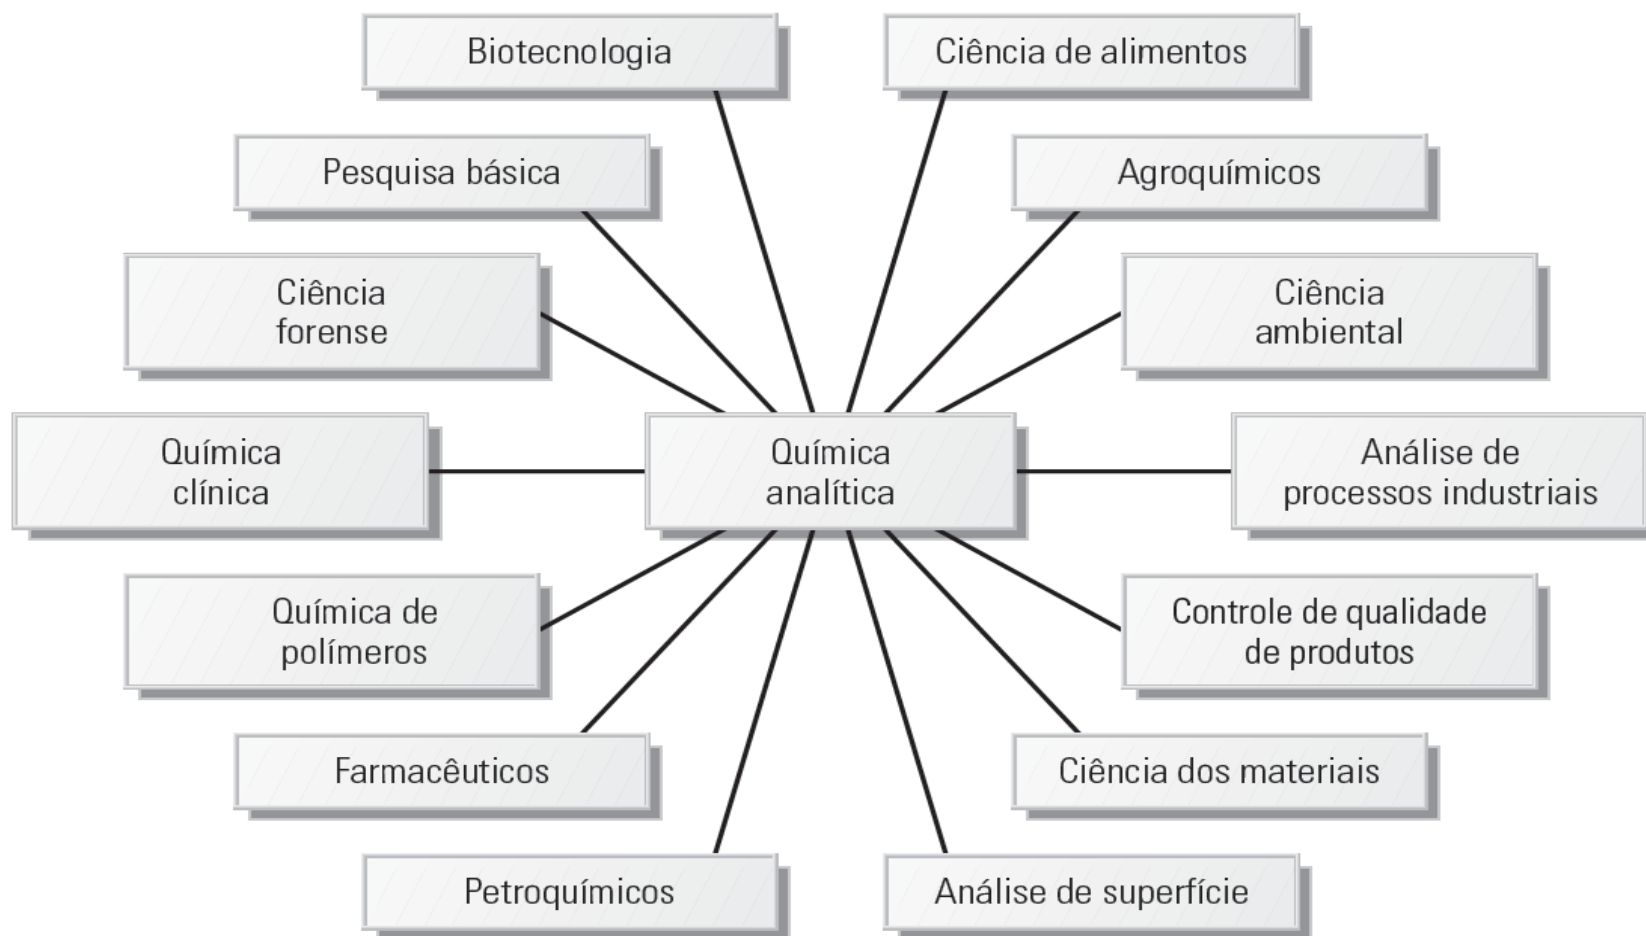 Biotecnologia
Ciência de alimentos
Pesquisa básica
Agroquímicos
Ciência
forense
Ciência
ambiental
Química
clínica
Química
analítica
Análise de
processos industriais
Química de
polímeros
Controle de qualidade
de produtos
Farmacêuticos
Ciência dos materiais
Petroquímicos
Análise de superfície